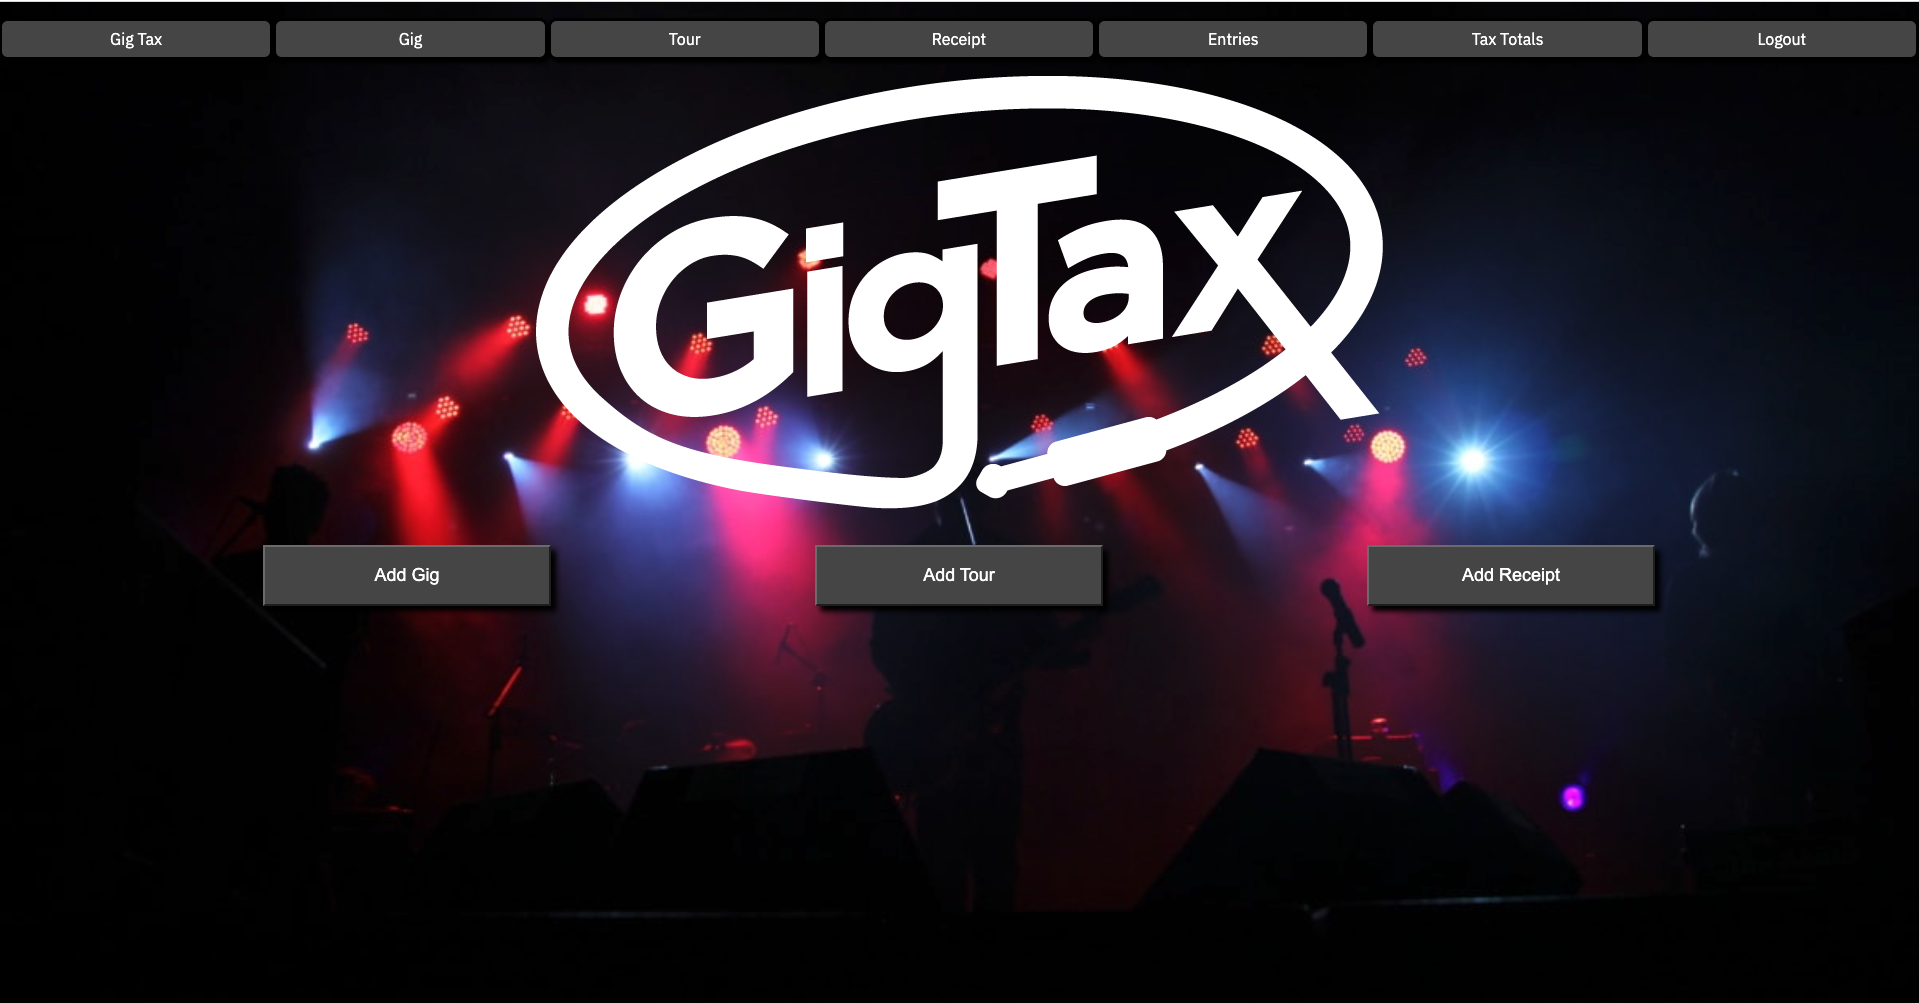 Gig Tax
Gig
Tour
Receipt
Entries
Tax Totals
Logout
GigTax
Add Gig
Add Tour
Add Receipt